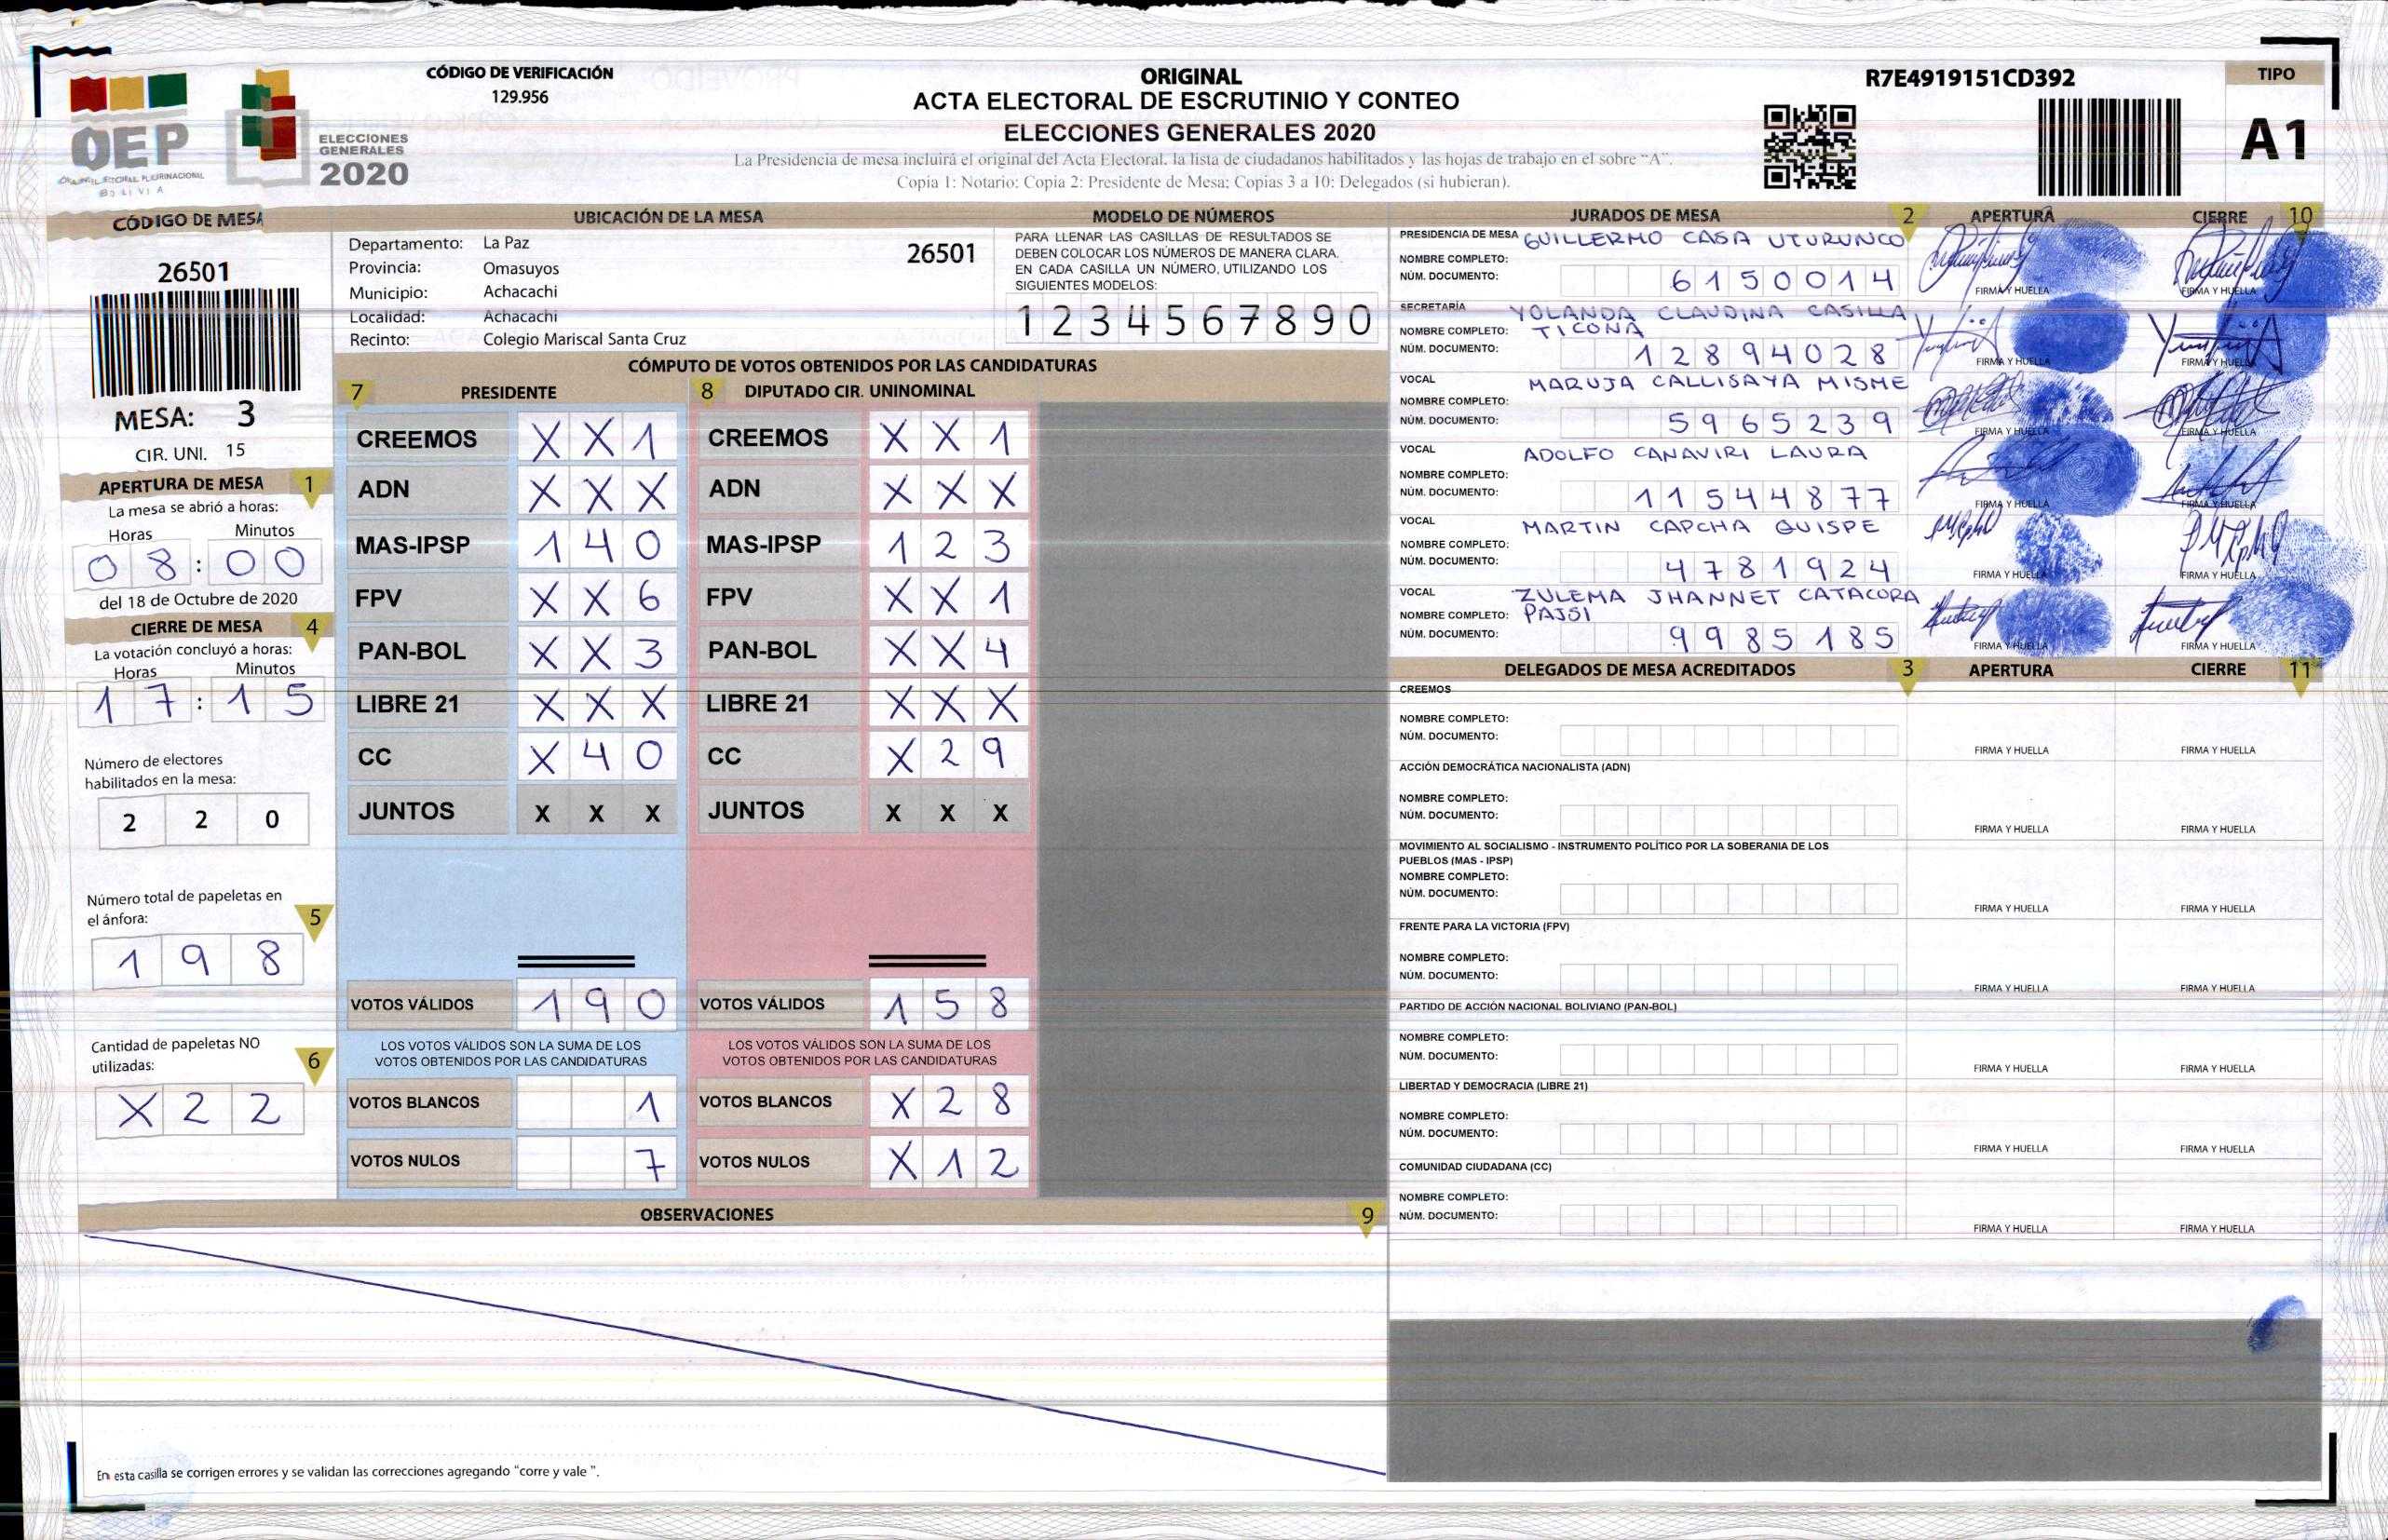 OEP
ÓRGANO ELECTORAL PLURINACIONAL
BOLIVIA
ELECCIONES
GENERALES
2020
CÓDIGO DE VERIFICACIÓN
129.956
ORIGINAL
ACTA ELECTORAL DE ESCRUTINIO Y CONTEO
ELECCIONES GENERALES 2020
La Presidencia de mesa incluirá el original del Acta Electoral, la lista de ciudadanos habilitados y las hojas de trabajo en el sobre "A".
Copia 1: Notario; Copia 2: Presidente de Mesa; Copias 3 a 10: Delegados (si hubieran).
R7E4919151CD392
TIPO
A1
CÓDIGO DE MESA
26501
MESA: 3
CIR. UNI. 15
APERTURA DE MESA 1
La mesa se abrió a horas:
Horas Minutos
08:00
del 18 de Octubre de 2020
CIERRE DE MESA 4
La votación concluyó a horas:
Horas Minutos
17:15
Número de electores
habilitados en la mesa:
2 2 0
Número total de papeletas en
el ánfora: 5
1 9 8
Cantidad de papeletas NO
utilizadas: 6
X 2 2
UBICACIÓN DE LA MESA
Departamento: La Paz 26501
Provincia: Omasuyos
Municipio: Achacachi
Localidad: Achacachi
Recinto: Colegio Mariscal Santa Cruz
MODELO DE NÚMEROS
PARA LLENAR LAS CASILLAS DE RESULTADOS SE
DEBEN COLOCAR LOS NÚMEROS DE MANERA CLARA.
EN CADA CASILLA UN NÚMERO, UTILIZANDO LOS
SIGUIENTES MODELOS:
1 2 3 4 5 6 7 8 9 0
CÓMPUTO DE VOTOS OBTENIDOS POR LAS CANDIDATURAS
7 PRESIDENTE 8 DIPUTADO CIR. UNINOMINAL
CREEMOS X X 1 CREEMOS X X 1
ADN X X X ADN X X X
MAS-IPSP 1 4 0 MAS-IPSP 1 2 3
FPV X X 6 FPV X X 1
PAN-BOL X X 3 PAN-BOL X X 4
LIBRE 21 X X X LIBRE 21 X X X
CC X 4 0 CC X 2 9
JUNTOS X X X JUNTOS X X X
VOTOS VÁLIDOS 1 9 0 VOTOS VÁLIDOS 1 5 8
LOS VOTOS VÁLIDOS SON LA SUMA DE LOS LOS VOTOS VÁLIDOS SON LA SUMA DE LOS
VOTOS OBTENIDOS POR LAS CANDIDATURAS VOTOS OBTENIDOS POR LAS CANDIDATURAS
VOTOS BLANCOS 1 VOTOS BLANCOS X 2 8
VOTOS NULOS 7 VOTOS NULOS X 1 2
OBSERVACIONES 9
En esta casilla se corrigen errores y se validan las correcciones agregando "corre y vale ".
JURADOS DE MESA 2 APERTURA CIERRE 10
PRESIDENCIA DE MESA GUILLERMO CASA UTURUNCO
NOMBRE COMPLETO:
NÚM. DOCUMENTO: 6150014 FIRMA Y HUELLA FIRMA Y HUELLA
SECRETARÍA YOLANDA CLAUDINA CASILLA
NOMBRE COMPLETO: TICONA
NÚM. DOCUMENTO: 12894028 FIRMA Y HUELLA FIRMA Y HUELLA
VOCAL MARUJA CALLISAYA MISME
NOMBRE COMPLETO:
NÚM. DOCUMENTO: 5965239 FIRMA Y HUELLA FIRMA Y HUELLA
VOCAL ADOLFO CANAVIRI LAURA
NOMBRE COMPLETO:
NÚM. DOCUMENTO: 11544877 FIRMA Y HUELLA FIRMA Y HUELLA
VOCAL MARTIN CAPCHA QUISPE
NOMBRE COMPLETO:
NÚM. DOCUMENTO: 4781924 FIRMA Y HUELLA FIRMA Y HUELLA
VOCAL ZULEMA JHANNET CATACORA
NOMBRE COMPLETO: PAJSI
NÚM. DOCUMENTO: 9985185 FIRMA Y HUELLA FIRMA Y HUELLA
DELEGADOS DE MESA ACREDITADOS 3 APERTURA CIERRE 11
CREEMOS
NOMBRE COMPLETO:
NÚM. DOCUMENTO: FIRMA Y HUELLA FIRMA Y HUELLA
ACCIÓN DEMOCRÁTICA NACIONALISTA (ADN)
NOMBRE COMPLETO:
NÚM. DOCUMENTO: FIRMA Y HUELLA FIRMA Y HUELLA
MOVIMIENTO AL SOCIALISMO - INSTRUMENTO POLÍTICO POR LA SOBERANIA DE LOS
PUEBLOS (MAS - IPSP)
NOMBRE COMPLETO:
NÚM. DOCUMENTO: FIRMA Y HUELLA FIRMA Y HUELLA
FRENTE PARA LA VICTORIA (FPV)
NOMBRE COMPLETO:
NÚM. DOCUMENTO: FIRMA Y HUELLA FIRMA Y HUELLA
PARTIDO DE ACCIÓN NACIONAL BOLIVIANO (PAN-BOL)
NOMBRE COMPLETO:
NÚM. DOCUMENTO: FIRMA Y HUELLA FIRMA Y HUELLA
LIBERTAD Y DEMOCRACIA (LIBRE 21)
NOMBRE COMPLETO:
NÚM. DOCUMENTO: FIRMA Y HUELLA FIRMA Y HUELLA
COMUNIDAD CIUDADANA (CC)
NOMBRE COMPLETO:
NÚM. DOCUMENTO: FIRMA Y HUELLA FIRMA Y HUELLA